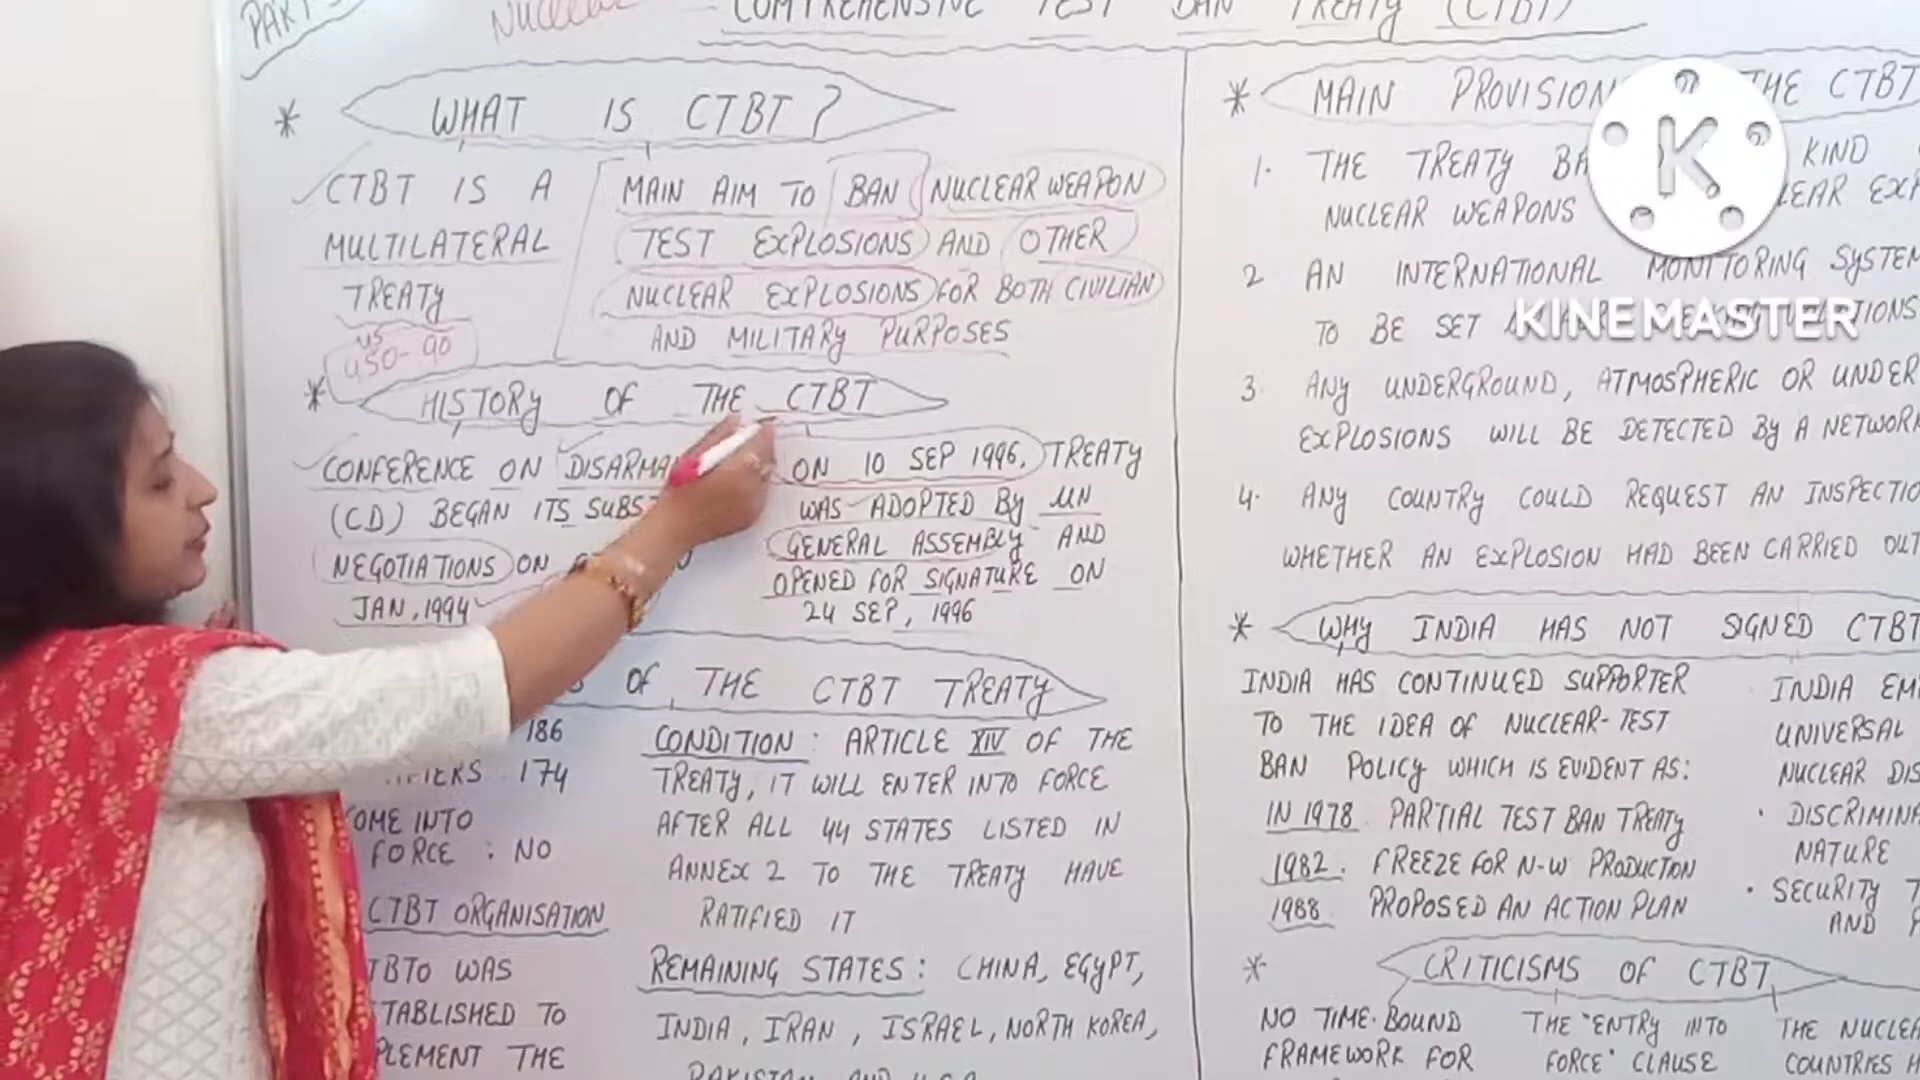 PART
NUCLEAR
COMPREHENSIVE TEST BAN TREATY (CTBT)
* WHAT IS CTBT?
CTBT IS A
MULTILATERAL
TREATY
US
450-90
MAIN AIM TO BAN NUCLEAR WEAPON
TEST EXPLOSIONS AND OTHER
NUCLEAR EXPLOSIONS FOR BOTH CIVILIAN
AND MILITARY PURPOSES
* HISTORY OF THE CTBT
CONFERENCE ON DISARMA
(CD) BEGAN ITS SUBST
NEGOTIATIONS ON
JAN, 1994
ON 10 SEP 1996, TREATY
WAS ADOPTED BY UN
GENERAL ASSEMBLY AND
OPENED FOR SIGNATURE ON
24 SEP, 1996
OF THE CTBT TREATY
186
IFIERS : 174
COME INTO
FORCE : NO
CTBT ORGANISATION
TBTO WAS
STABLISHED TO
PLEMENT THE
CONDITION : ARTICLE XIV OF THE
TREATY, IT WILL ENTER INTO FORCE
AFTER ALL 44 STATES LISTED IN
ANNEX 2 TO THE TREATY HAVE
RATIFIED IT
REMAINING STATES : CHINA, EGYPT,
INDIA, IRAN, ISRAEL, NORTH KOREA,
PAKISTAN AND U.S.A
* MAIN PROVISION THE CTBT
1. THE TREATY BA KIND
NUCLEAR WEAPONS LEAR EXP
2 AN INTERNATIONAL MONITORING SYSTEM
TO BE SET
3. ANY UNDERGROUND, ATMOSPHERIC OR UNDER
EXPLOSIONS WILL BE DETECTED BY A NETWORK
4. ANY COUNTRY COULD REQUEST AN INSPECTIO
WHETHER AN EXPLOSION HAD BEEN CARRIED OUT
* WHY INDIA HAS NOT SIGNED CTBT
INDIA HAS CONTINUED SUPPORTER
TO THE IDEA OF NUCLEAR-TEST
BAN POLICY WHICH IS EVIDENT AS:
IN 1978 PARTIAL TEST BAN TREATY
1982. FREEZE FOR N-W PRODUCTION
1988 PROPOSED AN ACTION PLAN
• INDIA EM
UNIVERSAL
NUCLEAR DIS
• DISCRIMINA
NATURE
• SECURITY T
AND P
* CRITICISMS OF CTBT
NO TIME-BOUND
FRAMEWORK FOR
THE "ENTRY INTO
FORCE" CLAUSE
THE NUCLEA
COUNTRIES H
K
KINEMASTER